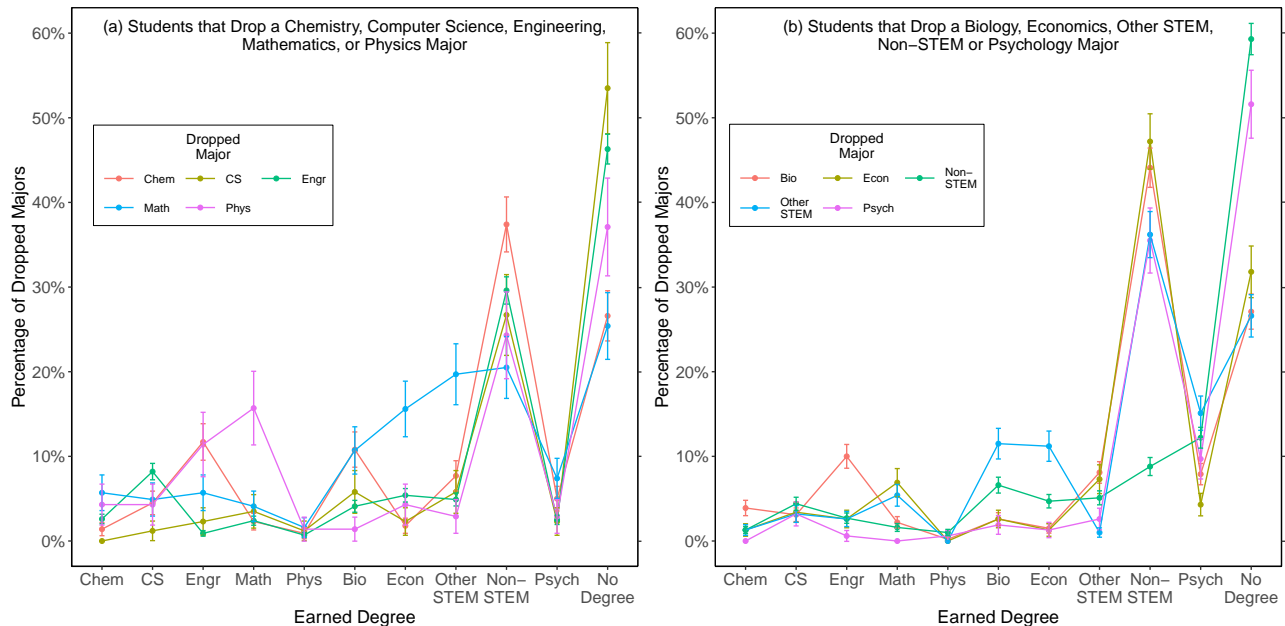 (a) Students that Drop a Chemistry, Computer Science, Engineering,
Mathematics, or Physics Major
Percentage of Dropped Majors
60%
50%
40%
30%
20%
10%
0%
Dropped
Major
Chem CS Engr
Math Phys
Chem CS Engr Math Phys Bio Econ Other
STEM Non−
STEM Psych No
Degree
Earned Degree
(b) Students that Drop a Biology, Economics, Other STEM,
Non−STEM or Psychology Major
Percentage of Dropped Majors
60%
50%
40%
30%
20%
10%
0%
Dropped
Major
Bio Econ Non−
STEM
Other
STEM Psych
Chem CS Engr Math Phys Bio Econ Other
STEM Non−
STEM Psych No
Degree
Earned Degree